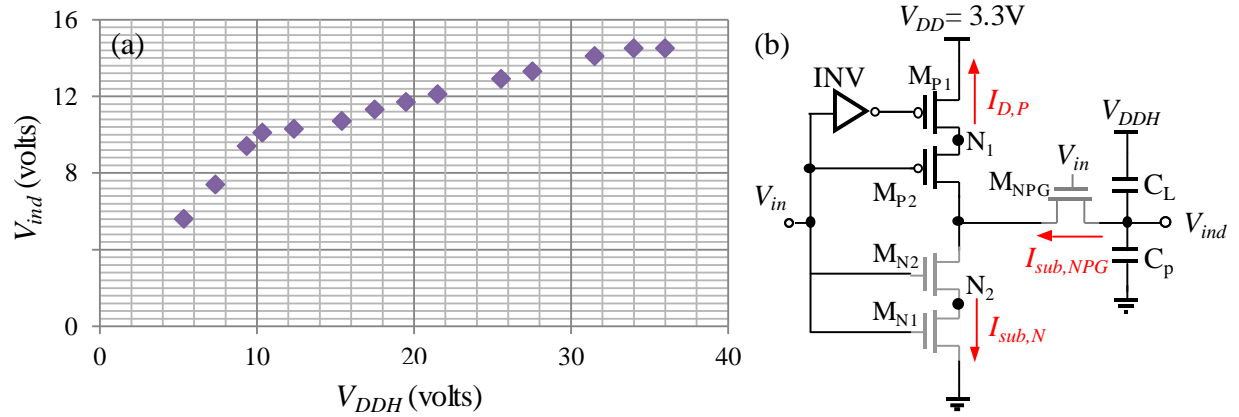 (a)
16
12
8
4
0
0
10
20
30
40
V_ind (volts)
V_DDH (volts)
(b)
V_DD = 3.3V
INV
M_P1
I_D,P
N_1
M_P2
V_DDH
V_in
M_NPG
C_L
V_in
V_ind
I_sub,NPG
C_p
M_N2
N_2
M_N1
I_sub,N